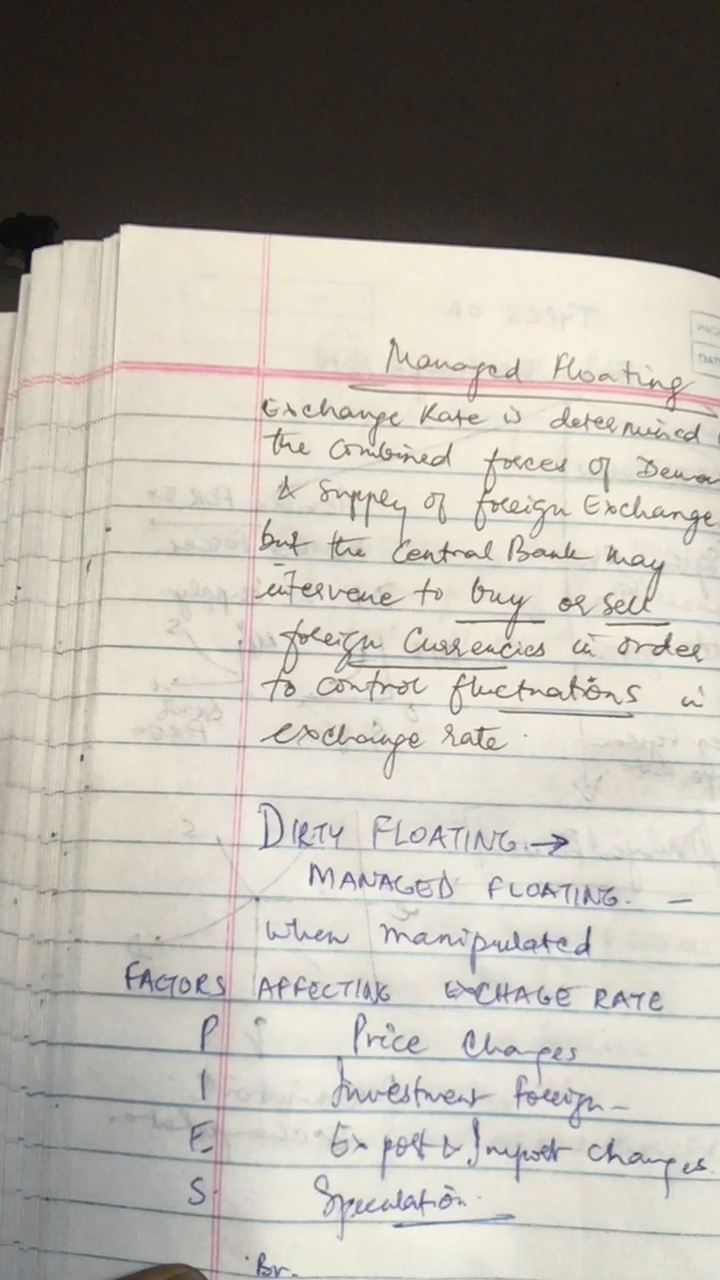 Managed Floating
Exchange Rate is determined
the combined forces of Deman
& supply of foreign Exchange
but the Central Bank may
intervene to buy or sell
foreign Currencies in order
to control fluctuations in
exchange rate.
DIRTY FLOATING →
MANAGED FLOATING. —
when manipulated
FACTORS AFFECTING EXCHAGE RATE
P Price Changes
I Investment foreign -
E Export & Import changes.
S. Speculation.